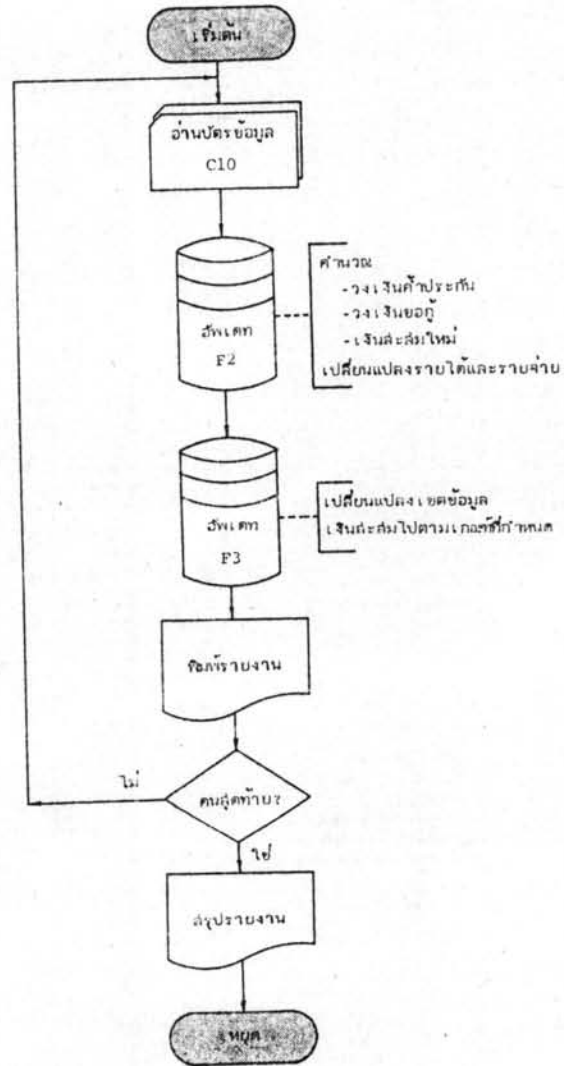 เริ่มต้น
อ่านบัตรข้อมูล
C10
อัพเดท
F2
คำนวณ
-วงเงินค้ำประกัน
-วงเงินขอกู้
-เงินสะสมใหม่
เปลี่ยนแปลงรายได้และรายจ่าย
อัพเดท
F3
เปลี่ยนแปลงเขตข้อมูล
เงินสะสมไปตามเกณฑ์ที่กำหนด
พิมพ์รายงาน
ไม่
คนสุดท้าย?
ใช่
สรุปรายงาน
หยุด